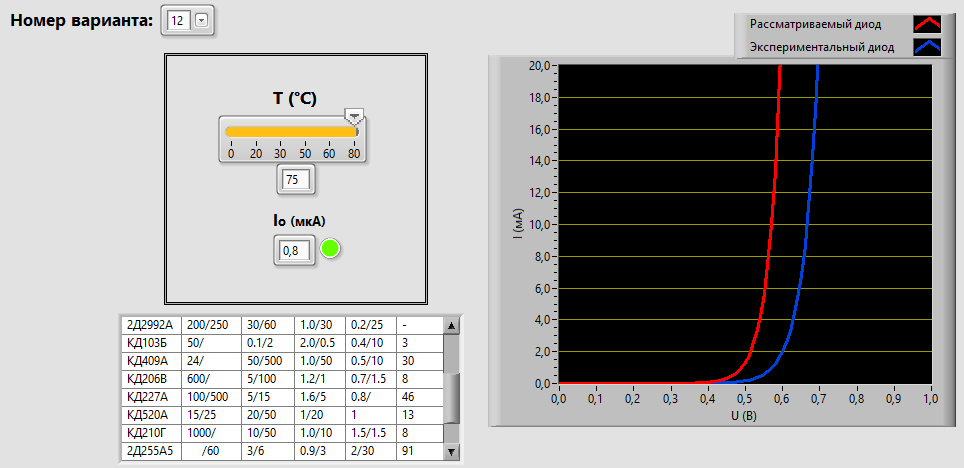 Номер варианта: 12
T (°C)
0 20 30 50 60 80
75
Io (мкА)
0,8
2Д2992А 200/250 30/60 1.0/30 0.2/25 -
КД103Б 50/ 0.1/2 2.0/0.5 0.4/10 3
КД409А 24/ 50/500 1.0/50 0.5/10 30
КД206В 600/ 5/100 1.2/1 0.7/1.5 8
КД227А 100/500 5/15 1.6/5 0.8/ 46
КД520А 15/25 20/50 1/20 1 13
КД210Г 1000/ 10/50 1.0/10 1.5/1.5 8
2Д255А5 /60 3/6 0.9/3 2/30 91
Рассматриваемый диод
Экспериментальный диод
20,0
18,0
16,0
14,0
12,0
10,0
8,0
6,0
4,0
2,0
0,0
I (мА)
0,0 0,1 0,2 0,3 0,4 0,5 0,6 0,7 0,8 0,9 1,0
U (В)